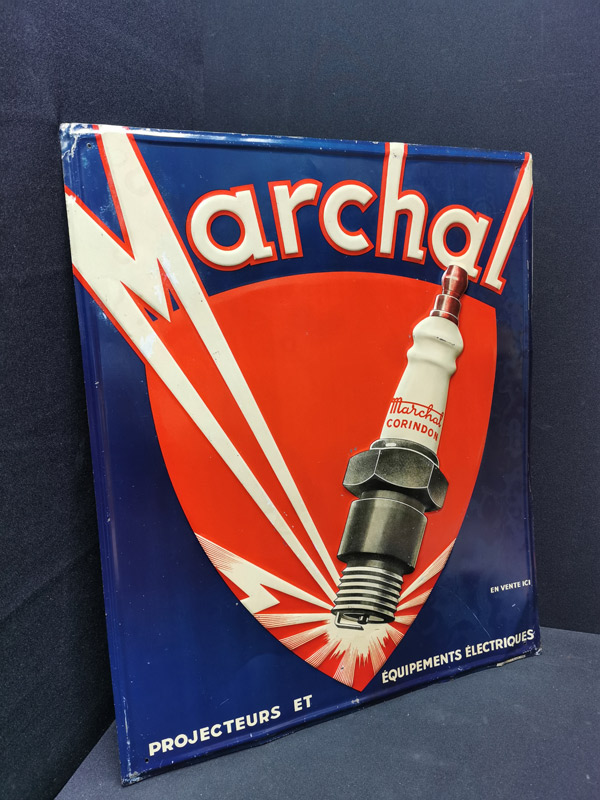 Marchal
Marchal
CORINDON
EN VENTE ICI
PROJECTEURS ET ÉQUIPEMENTS ÉLECTRIQUES